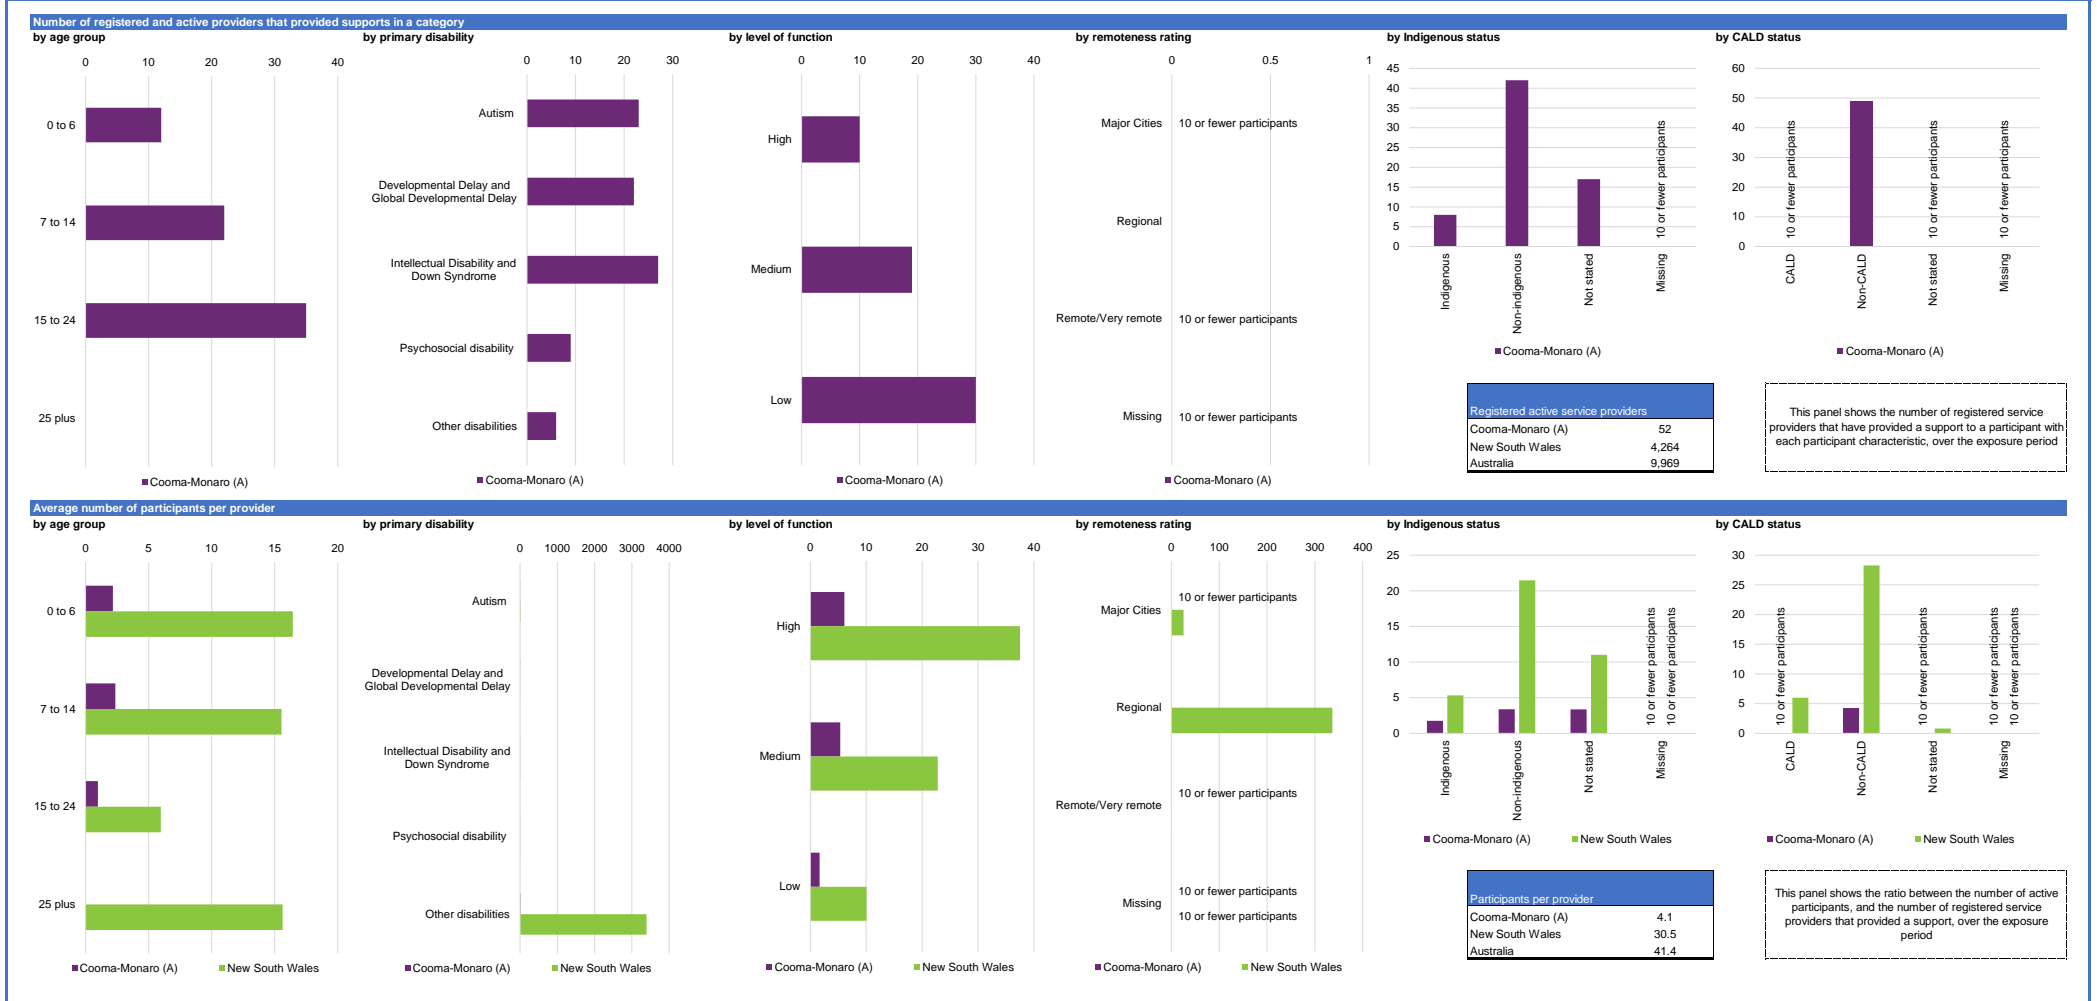 Number of registered and active providers that provided supports in a category
by age group
0 10 20 30 40
0 to 6
7 to 14
15 to 24
25 plus
Cooma-Monaro (A)
by primary disability
0 10 20 30
Autism
Developmental Delay and
Global Developmental Delay
Intellectual Disability and
Down Syndrome
Psychosocial disability
Other disabilities
Cooma-Monaro (A)
by level of function
0 10 20 30 40
High
Medium
Low
Cooma-Monaro (A)
by remoteness rating
0 0.5 1
Major Cities 10 or fewer participants
Regional
Remote/Very remote 10 or fewer participants
Missing 10 or fewer participants
Cooma-Monaro (A)
by Indigenous status
45
40
35
30
25
20
15
10
5
0
10 or fewer participants
Indigenous
Non-indigenous
Not stated
Missing
Cooma-Monaro (A)
by CALD status
60
50
40
30
20
10
0
10 or fewer participants
10 or fewer participants
10 or fewer participants
CALD
Non-CALD
Not stated
Missing
Cooma-Monaro (A)
Registered active service providers
Cooma-Monaro (A) 52
New South Wales 4,264
Australia 9,969
This panel shows the number of registered service
providers that have provided a support to a participant with
each participant characteristic, over the exposure period
Average number of participants per provider
by age group
0 5 10 15 20
0 to 6
7 to 14
15 to 24
25 plus
Cooma-Monaro (A) New South Wales
by primary disability
0 1000 2000 3000 4000
Autism
Developmental Delay and
Global Developmental Delay
Intellectual Disability and
Down Syndrome
Psychosocial disability
Other disabilities
Cooma-Monaro (A) New South Wales
by level of function
0 10 20 30 40
High
Medium
Low
Cooma-Monaro (A) New South Wales
by remoteness rating
0 100 200 300 400
10 or fewer participants
Major Cities
Regional
10 or fewer participants
Remote/Very remote
10 or fewer participants
Missing
10 or fewer participants
Cooma-Monaro (A) New South Wales
by Indigenous status
25
20
15
10
5
0
10 or fewer participants
10 or fewer participants
Indigenous
Non-indigenous
Not stated
Missing
Cooma-Monaro (A) New South Wales
by CALD status
30
25
20
15
10
5
0
10 or fewer participants
10 or fewer participants
10 or fewer participants
10 or fewer participants
CALD
Non-CALD
Not stated
Missing
Cooma-Monaro (A) New South Wales
Participants per provider
Cooma-Monaro (A) 4.1
New South Wales 30.5
Australia 41.4
This panel shows the ratio between the number of active
participants, and the number of registered service
providers that provided a support, over the exposure
period